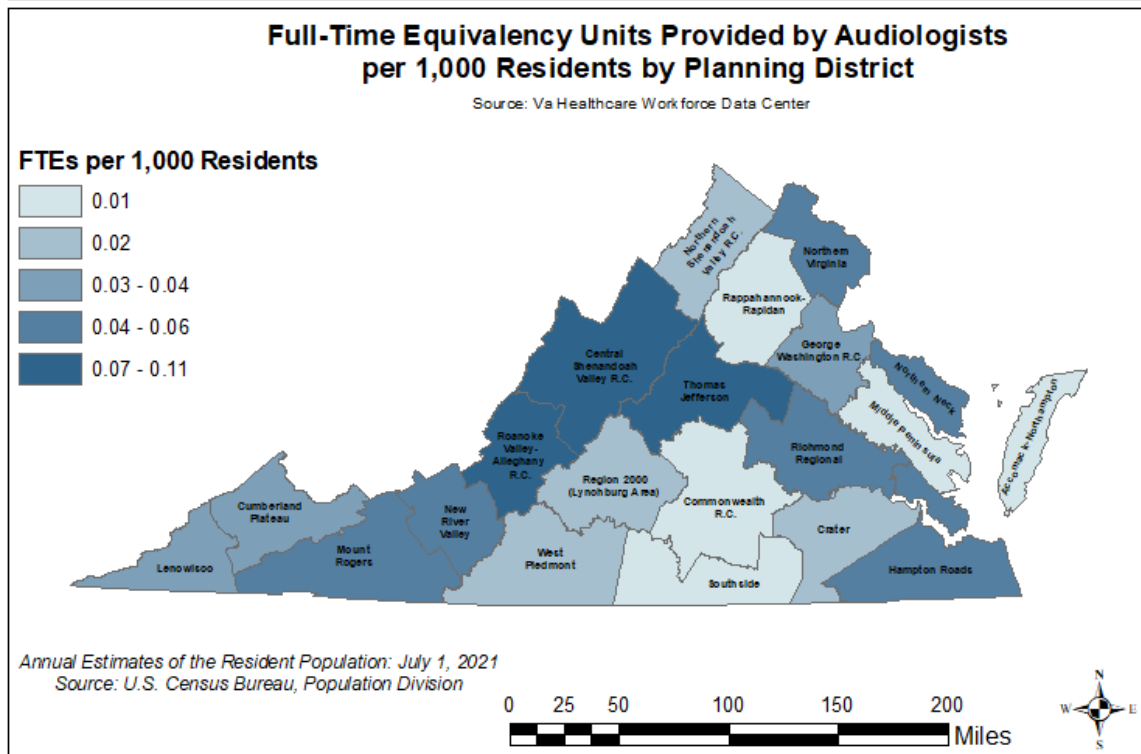 Full-Time Equivalency Units Provided by Audiologists
per 1,000 Residents by Planning District
Source: Va Healthcare Workforce Data Center
FTEs per 1,000 Residents
0.01
0.02
0.03 - 0.04
0.04 - 0.06
0.07 - 0.11
Northern
Shenandoah
Valley R.C.
Northern
Virginia
Rappahannock-
Rapidan
Central
Shenandoah
Valley R.C.
George
Washington R.C.
Northern Neck
Thomas
Jefferson
Middle Peninsula
Accomack-Northampton
Roanoke
Valley-
Alleghany
R.C.
Richmond
Regional
Region 2000
(Lynchburg Area)
Commonwealth
R.C.
Cumberland
Plateau
New
River
Valley
Crater
Mount
Rogers
West
Piedmont
Lenowisco
Southside
Hampton Roads
Annual Estimates of the Resident Population: July 1, 2021
Source: U.S. Census Bureau, Population Division
0 25 50 100 150 200
Miles
N
W E
S